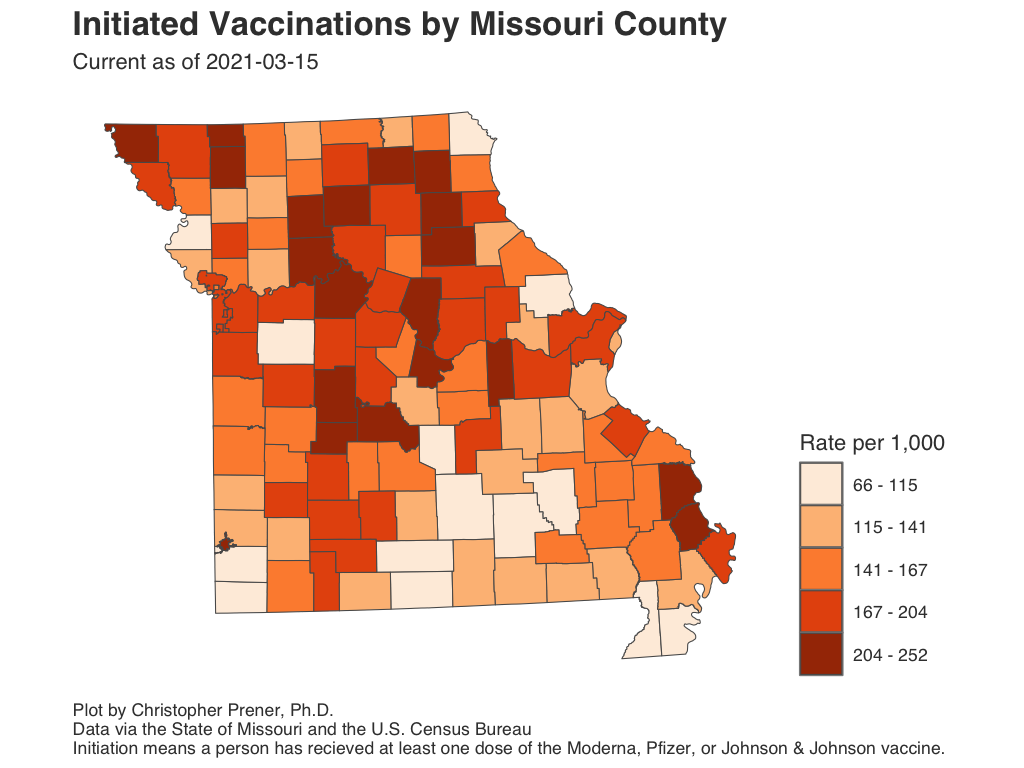 Initiated Vaccinations by Missouri County
Current as of 2021-03-15
Rate per 1,000
66 - 115
115 - 141
141 - 167
167 - 204
204 - 252
Plot by Christopher Prener, Ph.D.
Data via the State of Missouri and the U.S. Census Bureau
Initiation means a person has recieved at least one dose of the Moderna, Pfizer, or Johnson & Johnson vaccine.